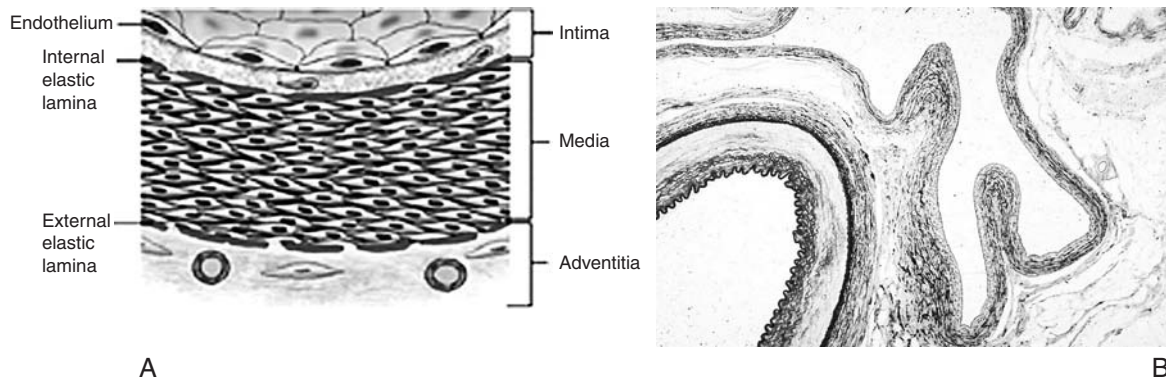 Endothelium
Internal
elastic
lamina
External
elastic
lamina
Intima
Media
Adventitia
A
B